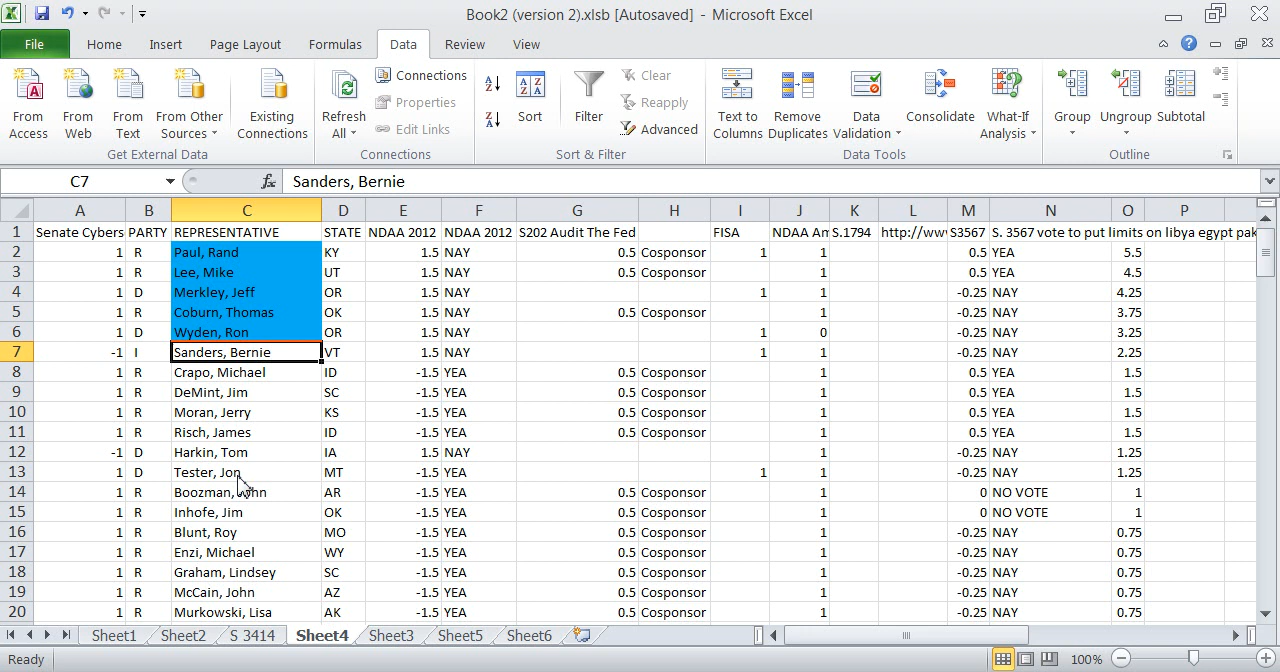 Book2 (version 2).xlsb [Autosaved] - Microsoft Excel
File Home Insert Page Layout Formulas Data Review View
From Access From Web From Text From Other Sources Existing Connections Refresh All Connections Properties Edit Links Sort Filter Clear Reapply Advanced Text to Columns Remove Duplicates Data Validation Consolidate What-If Analysis Group Ungroup Subtotal
Get External Data Connections Sort & Filter Data Tools Outline
C7 fx Sanders, Bernie
A B C D E F G H I J K L M N O P
1 Senate Cybers PARTY REPRESENTATIVE STATE NDAA 2012 NDAA 2012 S202 Audit The Fed FISA NDAA Am S.1794 http://www S3567 S. 3567 vote to put limits on libya egypt pak
2 1 R Paul, Rand KY 1.5 NAY 0.5 Cosponsor 1 1 0.5 YEA 5.5
3 1 R Lee, Mike UT 1.5 NAY 0.5 Cosponsor 1 0.5 YEA 4.5
4 1 D Merkley, Jeff OR 1.5 NAY 1 1 -0.25 NAY 4.25
5 1 R Coburn, Thomas OK 1.5 NAY 0.5 Cosponsor 1 -0.25 NAY 3.75
6 1 D Wyden, Ron OR 1.5 NAY 1 0 -0.25 NAY 3.25
7 -1 I Sanders, Bernie VT 1.5 NAY 1 1 -0.25 NAY 2.25
8 1 R Crapo, Michael ID -1.5 YEA 0.5 Cosponsor 1 0.5 YEA 1.5
9 1 R DeMint, Jim SC -1.5 YEA 0.5 Cosponsor 1 0.5 YEA 1.5
10 1 R Moran, Jerry KS -1.5 YEA 0.5 Cosponsor 1 0.5 YEA 1.5
11 1 R Risch, James ID -1.5 YEA 0.5 Cosponsor 1 0.5 YEA 1.5
12 -1 D Harkin, Tom IA 1.5 NAY 1 -0.25 NAY 1.25
13 1 D Tester, Jon MT -1.5 YEA 1 1 -0.25 NAY 1.25
14 1 R Boozman, John AR -1.5 YEA 0.5 Cosponsor 1 0 NO VOTE 1
15 1 R Inhofe, Jim OK -1.5 YEA 0.5 Cosponsor 1 0 NO VOTE 1
16 1 R Blunt, Roy MO -1.5 YEA 0.5 Cosponsor 1 -0.25 NAY 0.75
17 1 R Enzi, Michael WY -1.5 YEA 0.5 Cosponsor 1 -0.25 NAY 0.75
18 1 R Graham, Lindsey SC -1.5 YEA 0.5 Cosponsor 1 -0.25 NAY 0.75
19 1 R McCain, John AZ -1.5 YEA 0.5 Cosponsor 1 -0.25 NAY 0.75
20 1 R Murkowski, Lisa AK -1.5 YEA 0.5 Cosponsor 1 -0.25 NAY 0.75
Sheet1 Sheet2 S 3414 Sheet4 Sheet3 Sheet5 Sheet6
Ready 100%